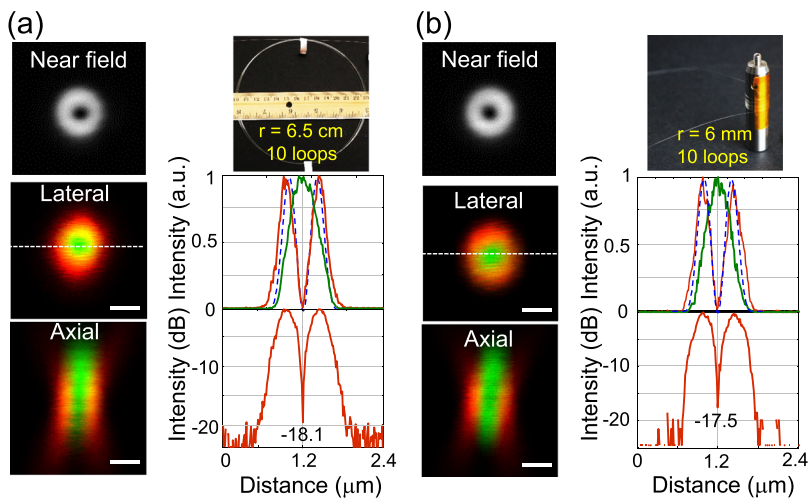 (a)
Near field
r = 6.5 cm
10 loops
Lateral
Axial
Intensity (a.u.)
1
0.5
0
Intensity (dB)
-10
-20
-18.1
0
1.2
2.4
Distance (μm)
(b)
Near field
r = 6 mm
10 loops
Lateral
Axial
Intensity (a.u.)
1
0.5
0
Intensity (dB)
-10
-20
-17.5
0
1.2
2.4
Distance (μm)